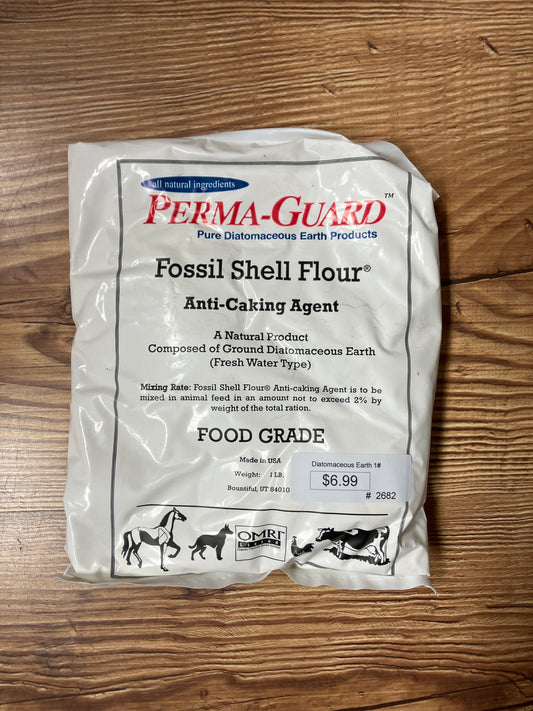 all natural ingredients
PERMA-GUARD™
Pure Diatomaceous Earth Products
Fossil Shell Flour®
Anti-Caking Agent
A Natural Product
Composed of Ground Diatomaceous Earth
(Fresh Water Type)
Mixing Rate: Fossil Shell Flour® Anti-caking Agent is to be
mixed in animal feed in an amount not to exceed 2% by
weight of the total ration.
FOOD GRADE
Made in USA
Weight: 1 LB.
Bountiful, UT 84010
Diatomaceous Earth 1#
$6.99
# 2682
OMRI
LISTED